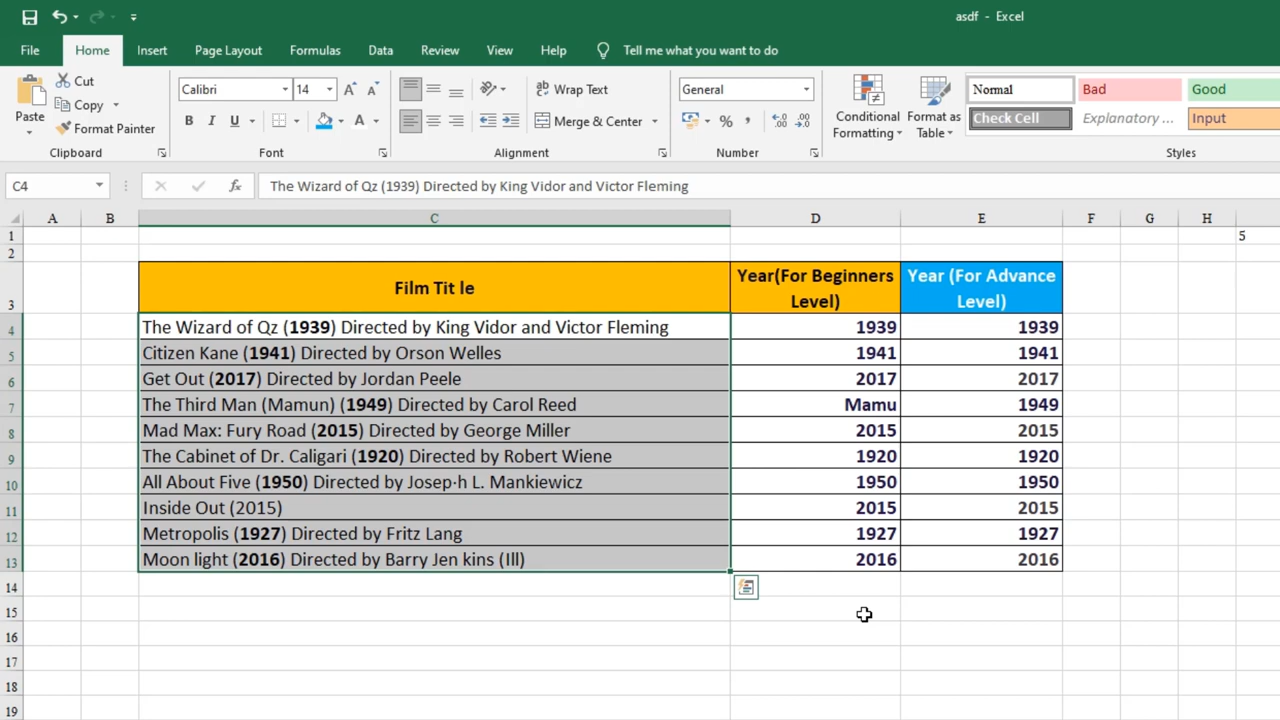 asdf - Excel
File Home Insert Page Layout Formulas Data Review View Help Tell me what you want to do
Cut
Calibri 14 A A ab Wrap Text General Normal Bad Good
Copy
Paste Conditional Format as
B I U A Merge & Center % , Check Cell Explanatory ... Input
Format Painter Formatting Table
Clipboard Font Alignment Number Styles
C4 fx The Wizard of Qz (1939) Directed by King Vidor and Victor Fleming
A B C D E F G H
1 5
2
3 Film Tit le Year(For Beginners Level) Year (For Advance Level)
4 The Wizard of Qz (1939) Directed by King Vidor and Victor Fleming 1939 1939
5 Citizen Kane (1941) Directed by Orson Welles 1941 1941
6 Get Out (2017) Directed by Jordan Peele 2017 2017
7 The Third Man (Mamun) (1949) Directed by Carol Reed Mamu 1949
8 Mad Max: Fury Road (2015) Directed by George Miller 2015 2015
9 The Cabinet of Dr. Caligari (1920) Directed by Robert Wiene 1920 1920
10 All About Five (1950) Directed by Josep·h L. Mankiewicz 1950 1950
11 Inside Out (2015) 2015 2015
12 Metropolis (1927) Directed by Fritz Lang 1927 1927
13 Moon light (2016) Directed by Barry Jen kins (Ill) 2016 2016
14
15
16
17
18
19